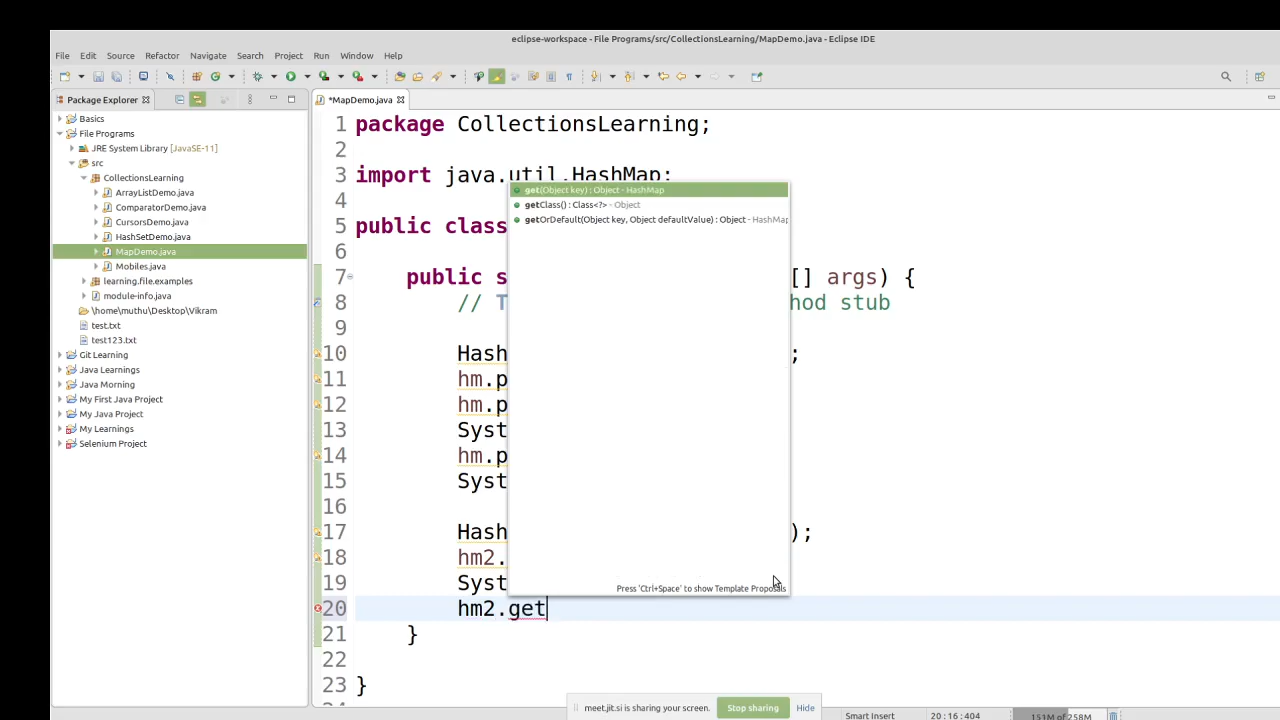 eclipse-workspace - File Programs/src/CollectionsLearning/MapDemo.java - Eclipse IDE
File Edit Source Refactor Navigate Search Project Run Window Help
Package Explorer
*MapDemo.java
Basics
File Programs
JRE System Library [JavaSE-11]
src
CollectionsLearning
ArrayListDemo.java
ComparatorDemo.java
CursorsDemo.java
HashSetDemo.java
MapDemo.java
Mobiles.java
learning.file.examples
module-info.java
\home\muthu/Desktop\Vikram
test.txt
test123.txt
Git Learning
Java Learnings
Java Morning
My First Java Project
My Java Project
My Learnings
Selenium Project
1 package CollectionsLearning;
2
3 import java.util.HashMap;
4
5 public class
6
7 public s [] args) {
8 // T hod stub
9
10 Hash ;
11 hm.p
12 hm.p
13 Syst
14 hm.p
15 Syst
16
17 Hash );
18 hm2.
19 Syst
20 hm2.get
21 }
22
23 }
get(Object key) : Object - HashMap
getClass() : Class<?> - Object
getOrDefault(Object key, Object defaultValue) : Object - HashMap
Press 'Ctrl+Space' to show Template Proposals
meet.jit.si is sharing your screen. Stop sharing Hide
Smart Insert 20 : 16 : 404 151M of 258M